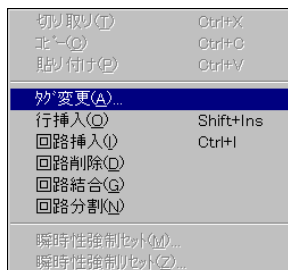 切り取り(T) Ctrl+X
ｺﾋﾟｰ(C) Ctrl+C
貼り付け(P) Ctrl+V
ﾀｸﾞ変更(A)...
行挿入(O) Shift+Ins
回路挿入(I) Ctrl+I
回路削除(D)
回路結合(G)
回路分割(N)
瞬時性強制ｾｯﾄ(M)...
瞬時性強制ﾘｾｯﾄ(Z)...